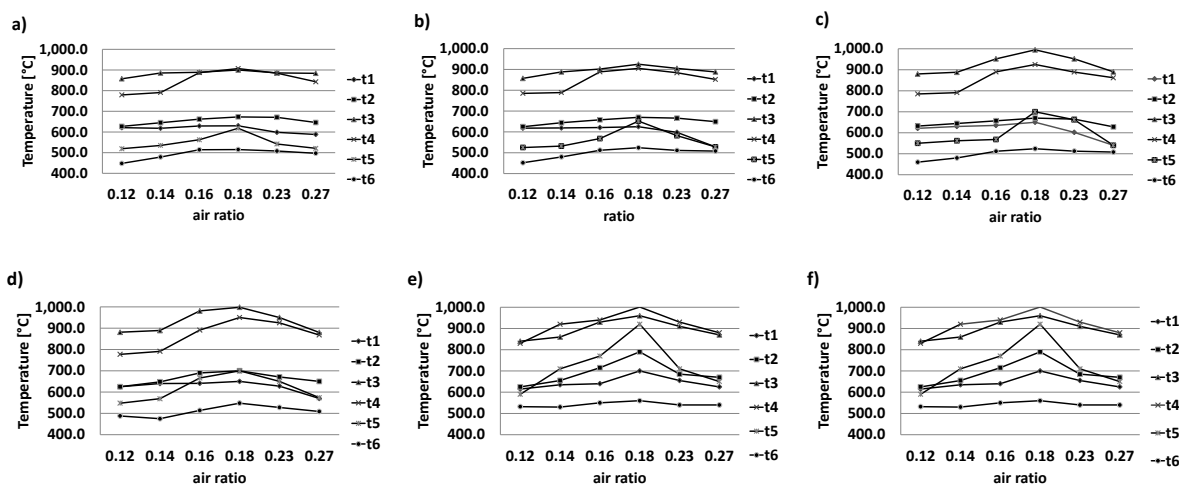 a)
Temperature [°C]
1,000.0
900.0
800.0
700.0
600.0
500.0
400.0
0.12 0.14 0.16 0.18 0.23 0.27
air ratio
t1
t2
t3
t4
t5
t6
b)
Temperature [°C]
1,000.0
900.0
800.0
700.0
600.0
500.0
400.0
0.12 0.14 0.16 0.18 0.23 0.27
ratio
t1
t2
t3
t4
t5
t6
c)
Temperature [°C]
1,000.0
900.0
800.0
700.0
600.0
500.0
400.0
0.12 0.14 0.16 0.18 0.23 0.27
air ratio
t1
t2
t3
t4
t5
t6
d)
Temperature [°C]
1,000.0
900.0
800.0
700.0
600.0
500.0
400.0
0.12 0.14 0.16 0.18 0.23 0.27
air ratio
t1
t2
t3
t4
t5
t6
e)
Temperature [°C]
1,000.0
900.0
800.0
700.0
600.0
500.0
400.0
0.12 0.14 0.16 0.18 0.23 0.27
air ratio
t1
t2
t3
t4
t5
t6
f)
Temperature [°C]
1,000.0
900.0
800.0
700.0
600.0
500.0
400.0
0.12 0.14 0.16 0.18 0.23 0.27
air ratio
t1
t2
t3
t4
t5
t6